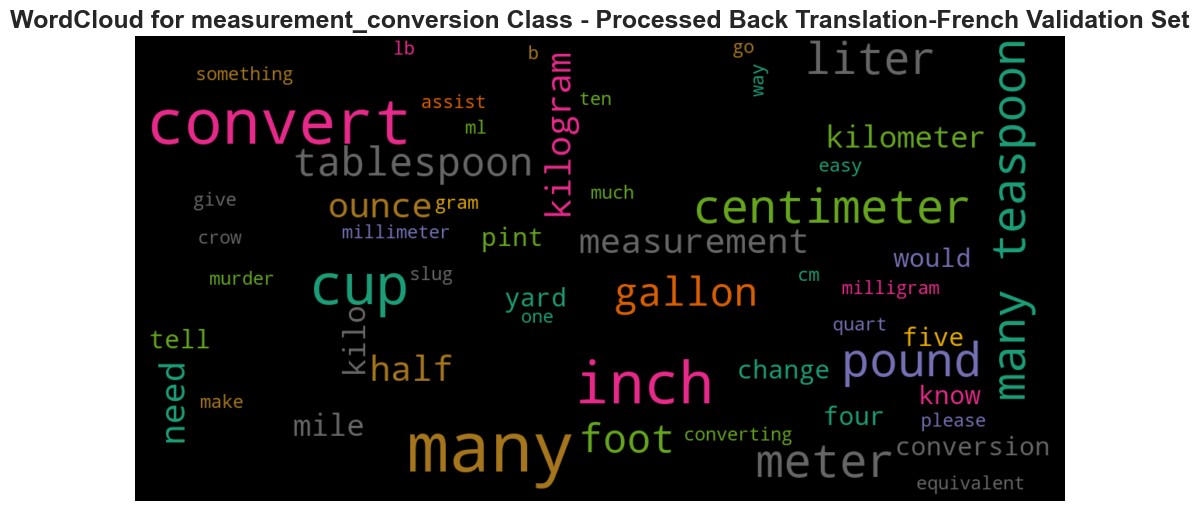 WordCloud for measurement_conversion Class - Processed Back Translation-French Validation Set
lb
b
go
something
convert
assist
ml
kilogram
ten
way
liter
many teaspoon
kilometer
easy
tablespoon
give
ounce
gram
much
centimeter
crow
millimeter
pint
measurement
would
murder
cup
slug
yard
one
gallon
cm
milligram
tell
kilo
quart
five
half
need
make
inch
change
pound
know
mile
many
foot
converting
four
please
meter
conversion
equivalent